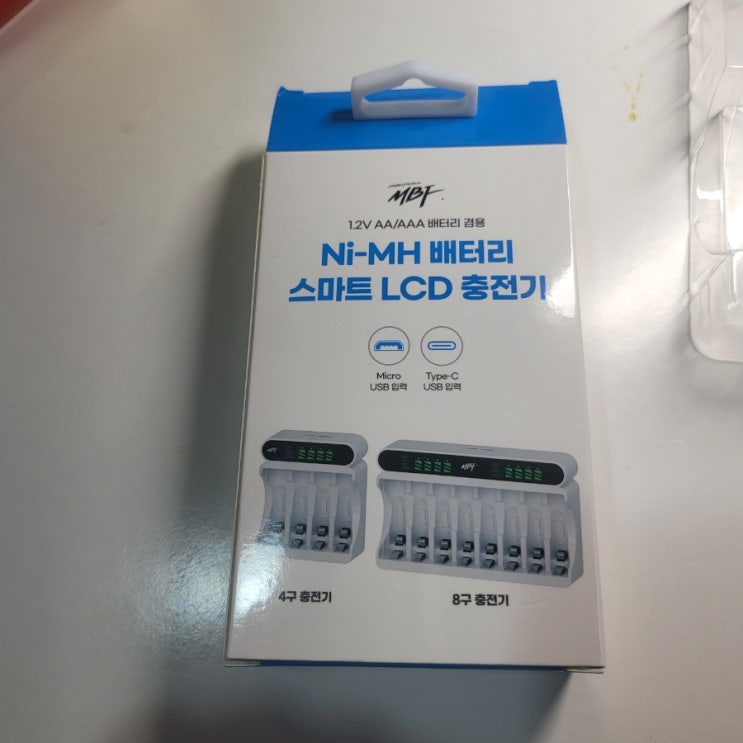 MBF.
1.2V AA/AAA 배터리 겸용
Ni-MH 배터리
스마트 LCD 충전기
Micro
USB 입력
Type-C
USB 입력
MBF
MBF
4구 충전기
8구 충전기